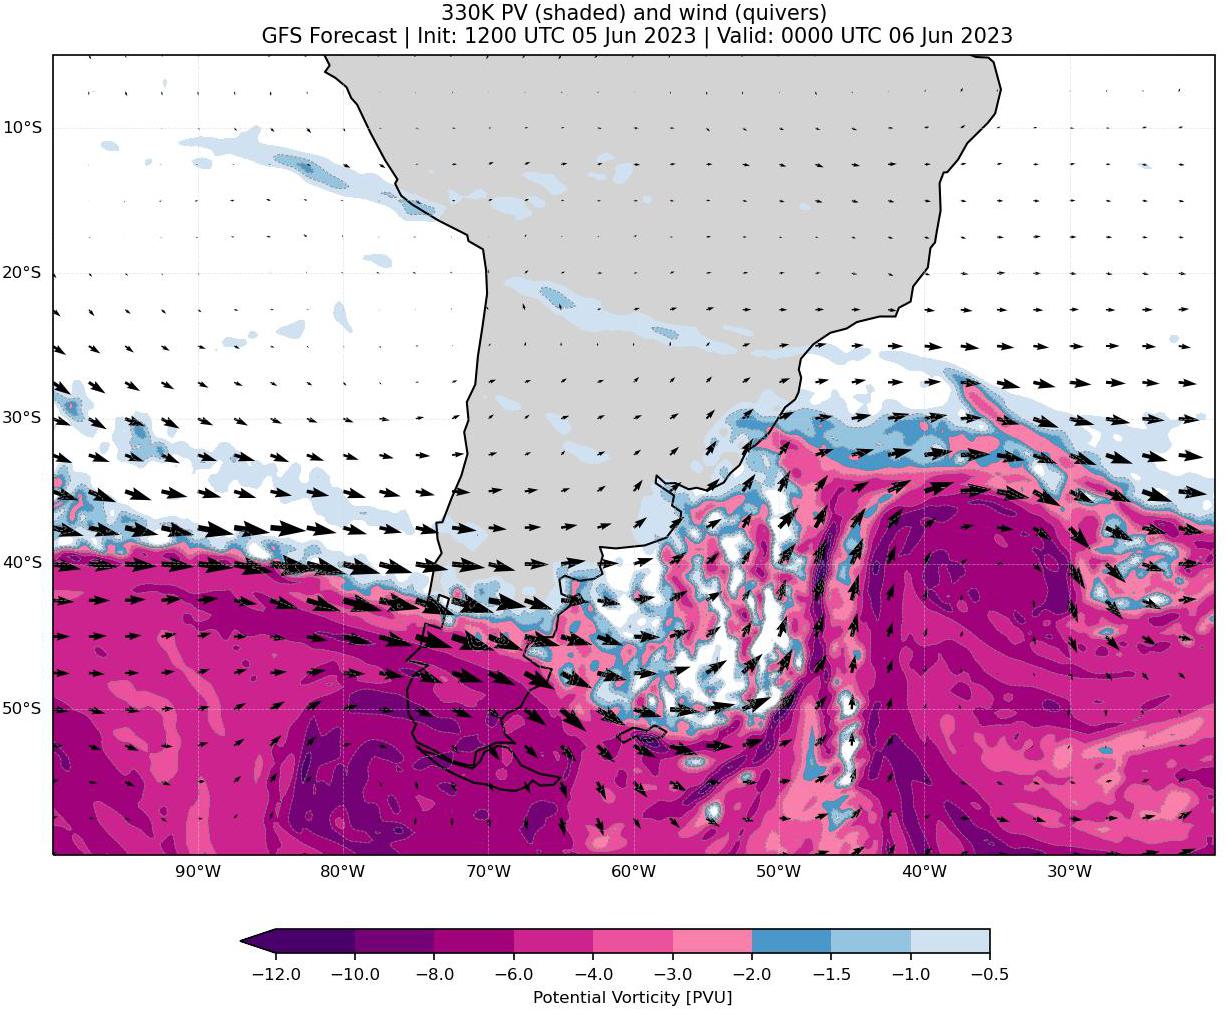 330K PV (shaded) and wind (quivers)
GFS Forecast | Init: 1200 UTC 05 Jun 2023 | Valid: 0000 UTC 06 Jun 2023
10°S
20°S
30°S
40°S
50°S
90°W 80°W 70°W 60°W 50°W 40°W 30°W
−12.0 −10.0 −8.0 −6.0 −4.0 −3.0 −2.0 −1.5 −1.0 −0.5
Potential Vorticity [PVU]